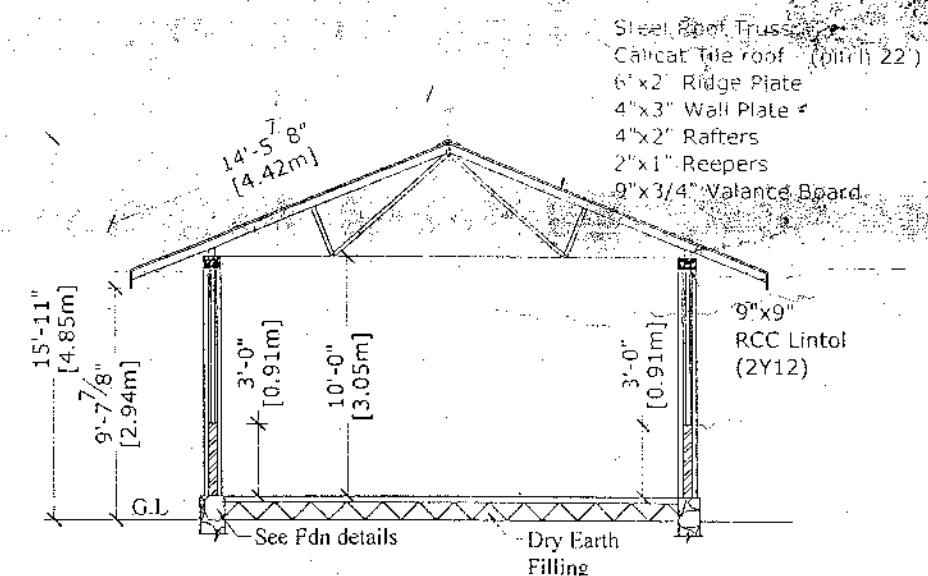 Steel Roof Truss
Calicat Tile roof (pitch 22')
6"x2" Ridge Plate
4"x3" Wall Plate
4"x2" Rafters
2"x1" Reepers
9"x3/4" Valance Board
14'-5 7/8"
[4.42m]
15'-11"
[4.85m]
9'-7 7/8"
[2.94m]
3'-0"
[0.91m]
10'-0"
[3.05m]
3'-0"
[0.91m]
9"x9"
RCC Lintol
(2Y12)
G.L
See Fdn details
Dry Earth
Filling